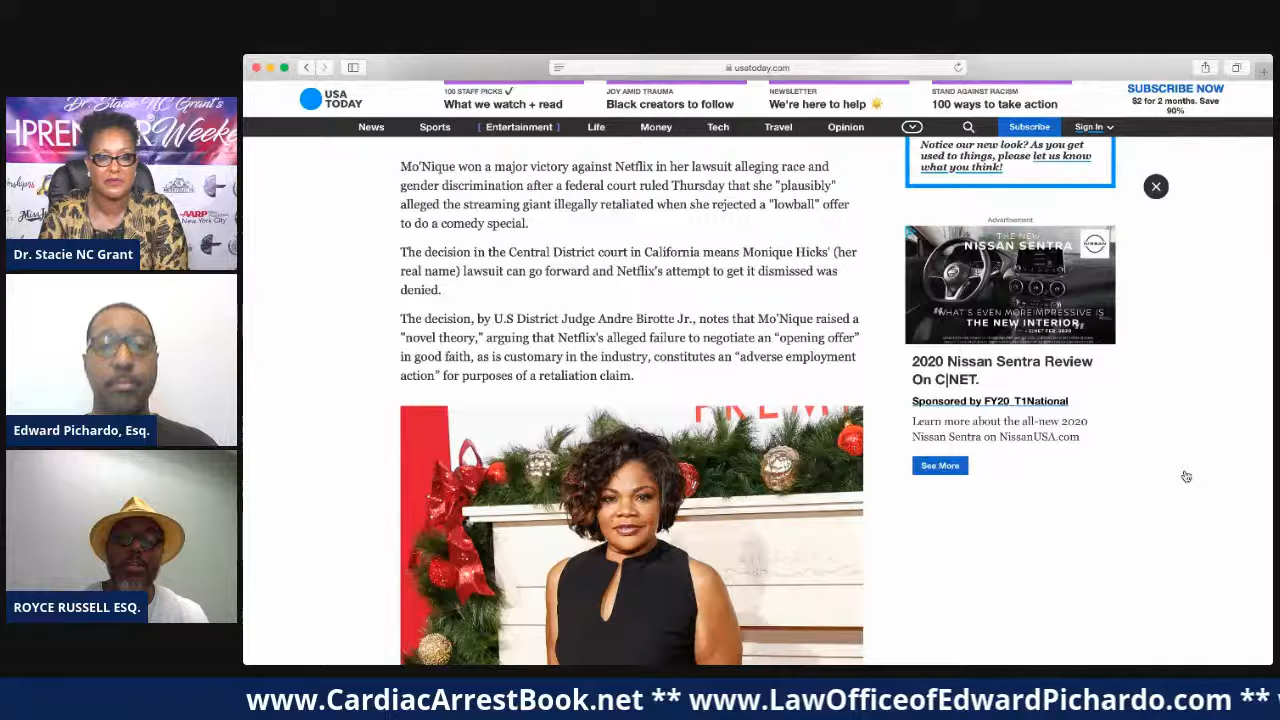 Dr. Stacie NC Grant's
HPRENEUR Weeke
AARP
New York City
Dr. Stacie NC Grant
Edward Pichardo, Esq.
ROYCE RUSSELL ESQ.
usatoday.com
USA
TODAY
100 STAFF PICKS ✓
What we watch + read
JOY AMID TRAUMA
Black creators to follow
NEWSLETTER
We're here to help ☀️
STAND AGAINST RACISM
100 ways to take action
SUBSCRIBE NOW
$2 for 2 months. Save
90%
News
Sports
[ Entertainment ]
Life
Money
Tech
Travel
Opinion
Subscribe
Sign In
Mo'Nique won a major victory against Netflix in her lawsuit alleging race and
gender discrimination after a federal court ruled Thursday that she "plausibly"
alleged the streaming giant illegally retaliated when she rejected a "lowball" offer
to do a comedy special.
The decision in the Central District court in California means Monique Hicks' (her
real name) lawsuit can go forward and Netflix's attempt to get it dismissed was
denied.
The decision, by U.S District Judge Andre Birotte Jr., notes that Mo'Nique raised a
"novel theory,” arguing that Netflix's alleged failure to negotiate an “opening offer”
in good faith, as is customary in the industry, constitutes an “adverse employment
action” for purposes of a retaliation claim.
PREMI
Notice our new look? As you get
used to things, please let us know
what you think!
Advertisement
THE NEW
NISSAN SENTRA
NISSAN
"WHAT'S EVEN MORE IMPRESSIVE IS
THE NEW INTERIOR."
2020 Nissan Sentra Review
On C|NET.
Sponsored by FY20_T1National
Learn more about the all-new 2020
Nissan Sentra on NissanUSA.com
See More
www.CardiacArrestBook.net ** www.LawOfficeofEdwardPichardo.com **